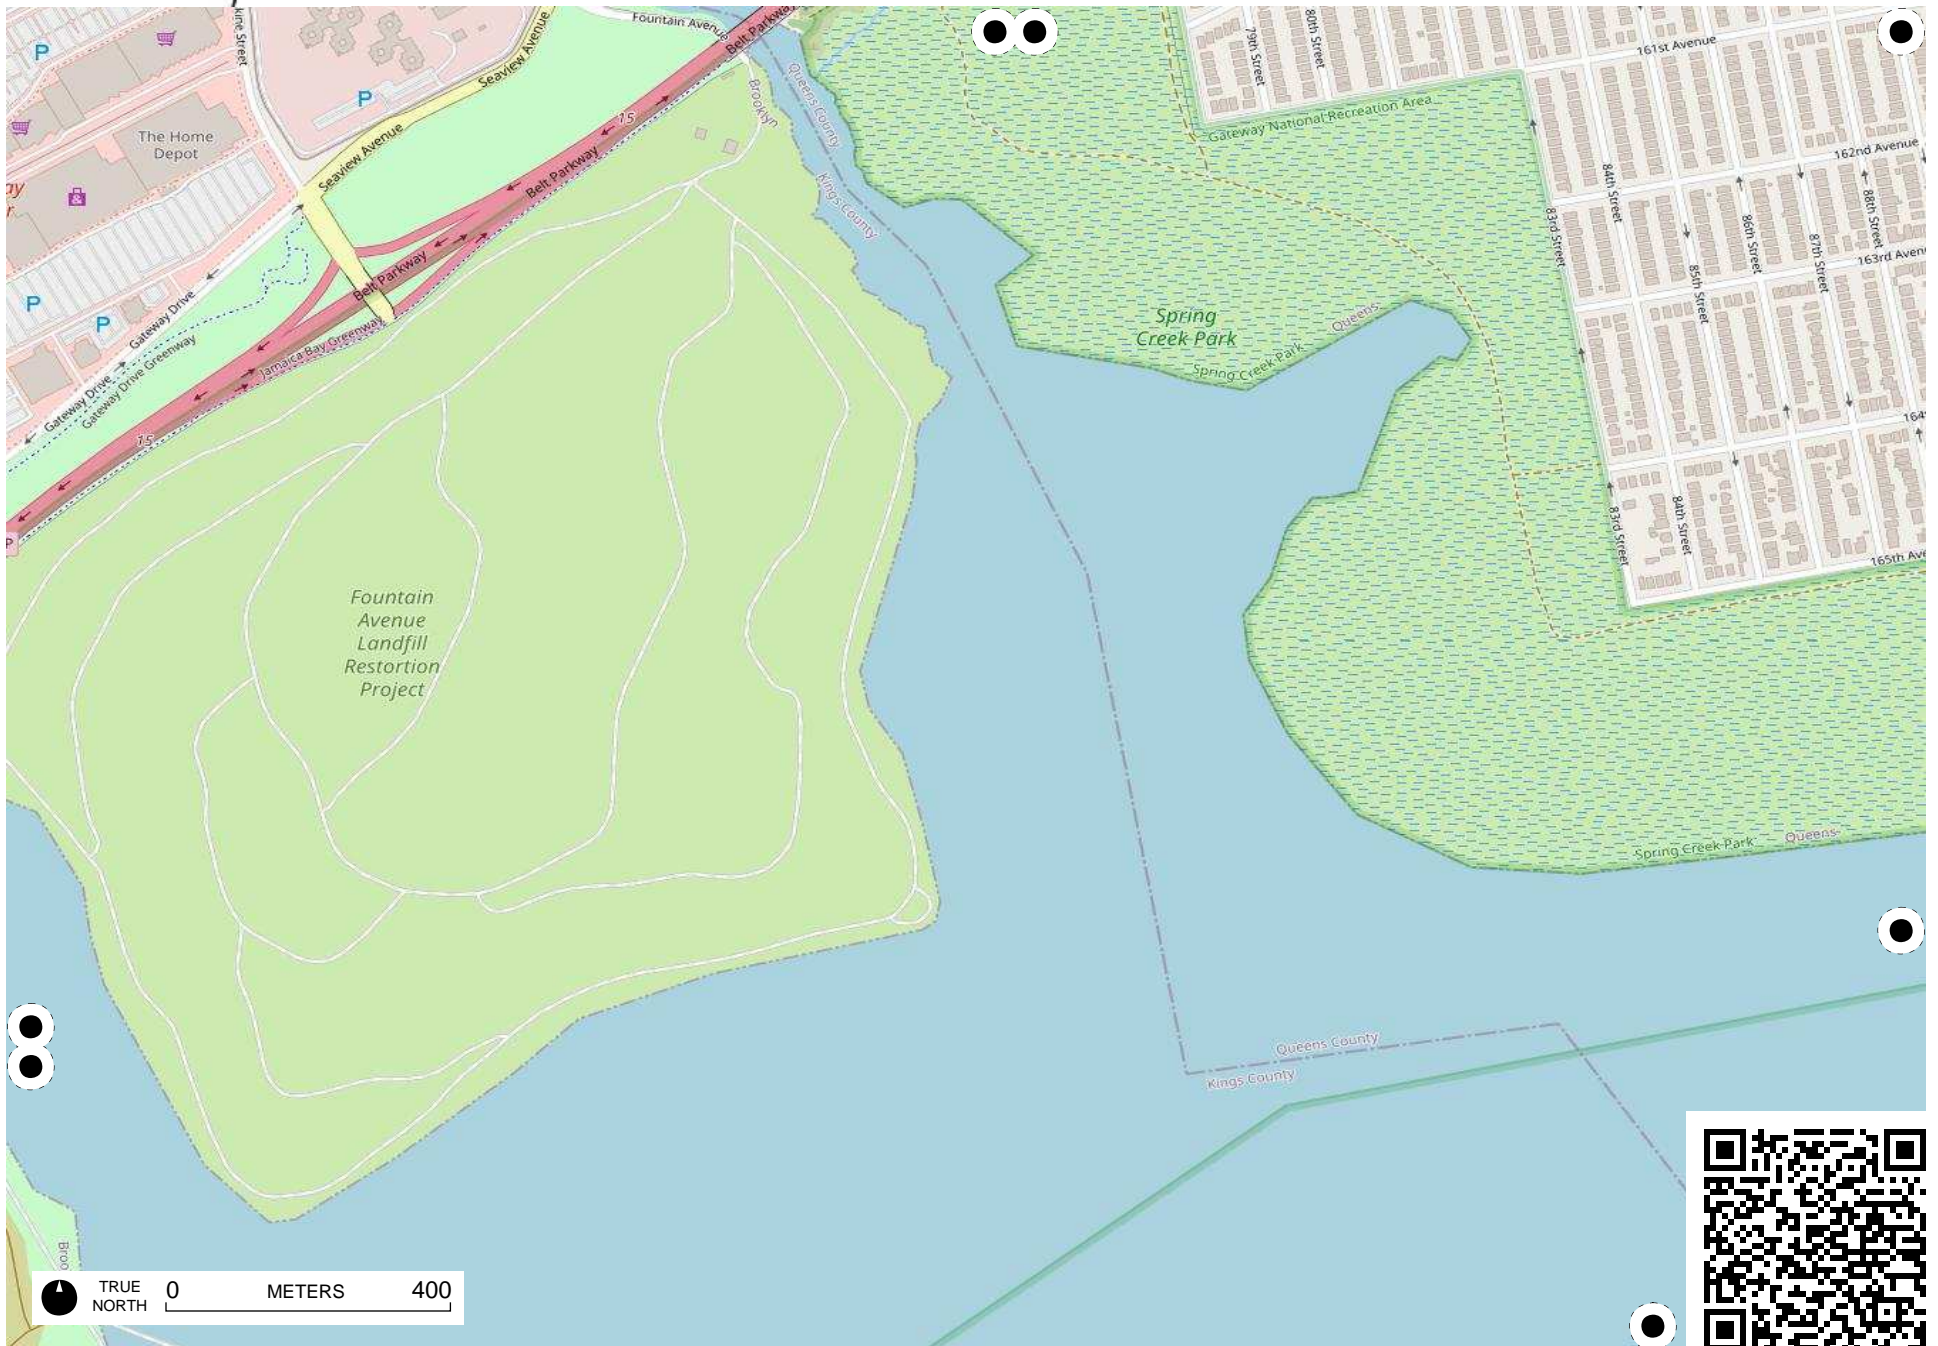 Fountain Avenue
Belt Parkway
79th Street
80th Street
161st Avenue
Seaview Avenue
Brooklyn
Queens County
The Home
Depot
15
Gateway National Recreation Area
162nd Avenue
Seaview Avenue
Belt Parkway
Kings County
84th Street
83rd Street
86th Street
87th Street
88th Street
163rd Aven
Belt Parkway
85th Street
Gateway Drive
Jamaica Bay Greenway
Gateway Drive Greenway
Gateway Drive
Spring
Creek Park
Queens
Spring Creek Park
15
164
84th Street
83rd Street
165th Ave
P
P
P
P
P
Fountain
Avenue
Landfill
Restortion
Project
Spring Creek Park
Queens
Queens County
Kings County
Broo
TRUE
NORTH
0 METERS 400